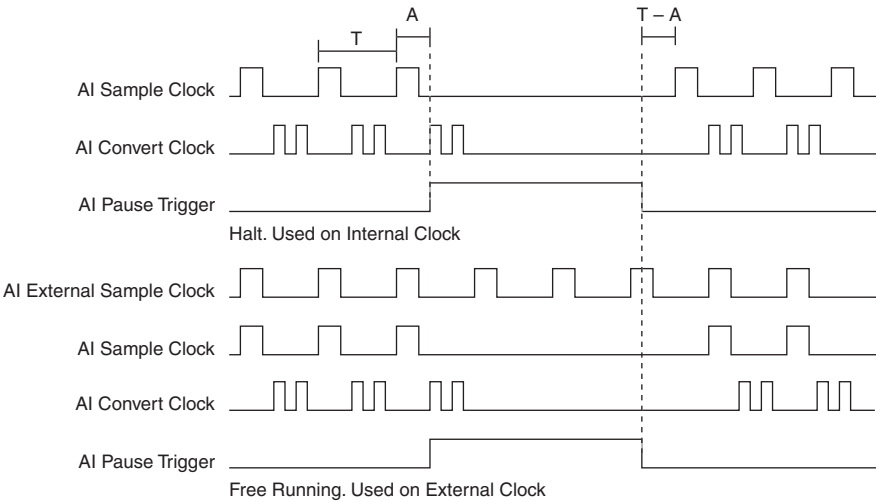 A
T – A
T
AI Sample Clock
AI Convert Clock
AI Pause Trigger
Halt. Used on Internal Clock
AI External Sample Clock
AI Sample Clock
AI Convert Clock
AI Pause Trigger
Free Running. Used on External Clock